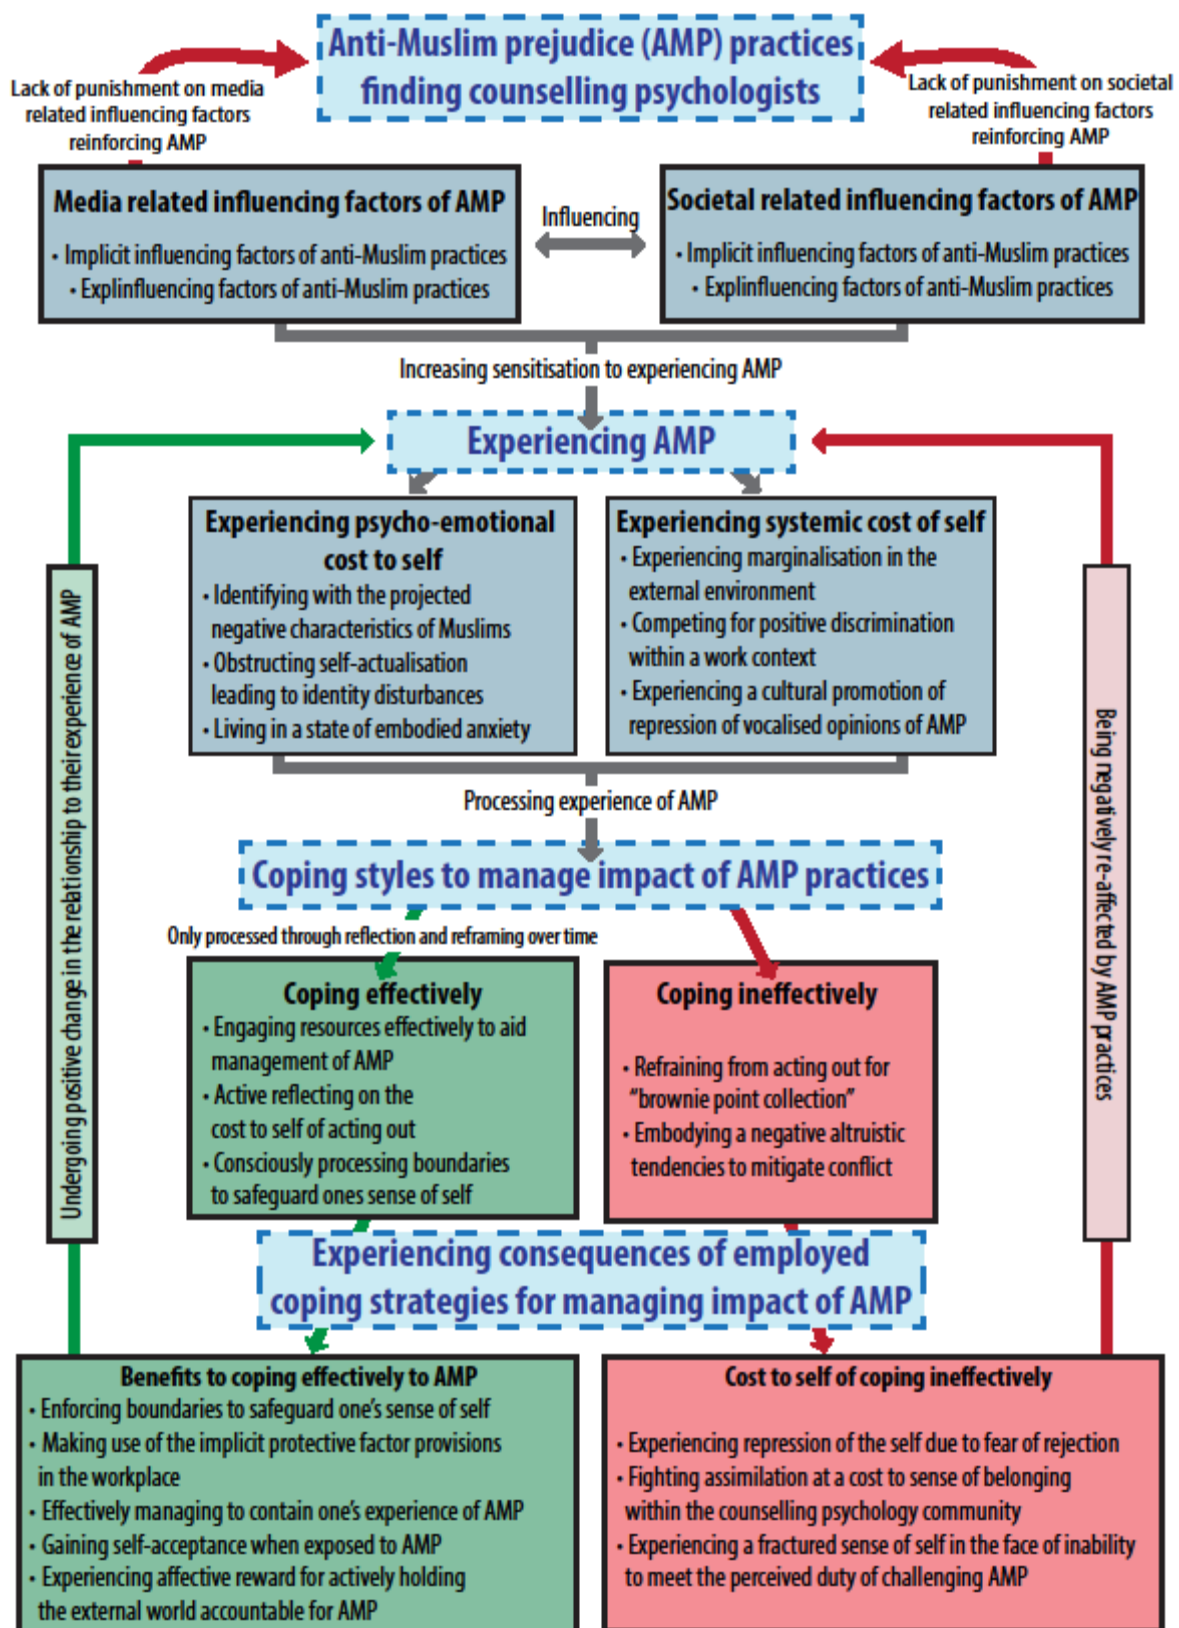 Anti-Muslim prejudice (AMP) practices
finding counselling psychologists
Lack of punishment on media
related influencing factors
reinforcing AMP
Lack of punishment on societal
related influencing factors
reinforcing AMP
Media related influencing factors of AMP
• Implicit influencing factors of anti-Muslim practices
• Explinfluencing factors of anti-Muslim practices
Influencing
Societal related influencing factors of AMP
• Implicit influencing factors of anti-Muslim practices
• Explinfluencing factors of anti-Muslim practices
Increasing sensitisation to experiencing AMP
Experiencing AMP
Experiencing psycho-emotional
cost to self
• Identifying with the projected
negative characteristics of Muslims
• Obstructing self-actualisation
leading to identity disturbances
• Living in a state of embodied anxiety
Experiencing systemic cost of self
• Experiencing marginalisation in the
external environment
• Competing for positive discrimination
within a work context
• Experiencing a cultural promotion of
repression of vocalised opinions of AMP
Undergoing positive change in the relationship to their experience of AMP
Being negatively re-affected by AMP practices
Processing experience of AMP
Coping styles to manage impact of AMP practices
Only processed through reflection and reframing over time
Coping effectively
• Engaging resources effectively to aid
management of AMP
• Active reflecting on the
cost to self of acting out
• Consciously processing boundaries
to safeguard ones sense of self
Coping ineffectively
• Refraining from acting out for
“brownie point collection”
• Embodying a negative altruistic
tendencies to mitigate conflict
Experiencing consequences of employed
coping strategies for managing impact of AMP
Benefits to coping effectively to AMP
• Enforcing boundaries to safeguard one’s sense of self
• Making use of the implicit protective factor provisions
in the workplace
• Effectively managing to contain one’s experience of AMP
• Gaining self-acceptance when exposed to AMP
• Experiencing affective reward for actively holding
the external world accountable for AMP
Cost to self of coping ineffectively
• Experiencing repression of the self due to fear of rejection
• Fighting assimilation at a cost to sense of belonging
within the counselling psychology community
• Experiencing a fractured sense of self in the face of inability
to meet the perceived duty of challenging AMP